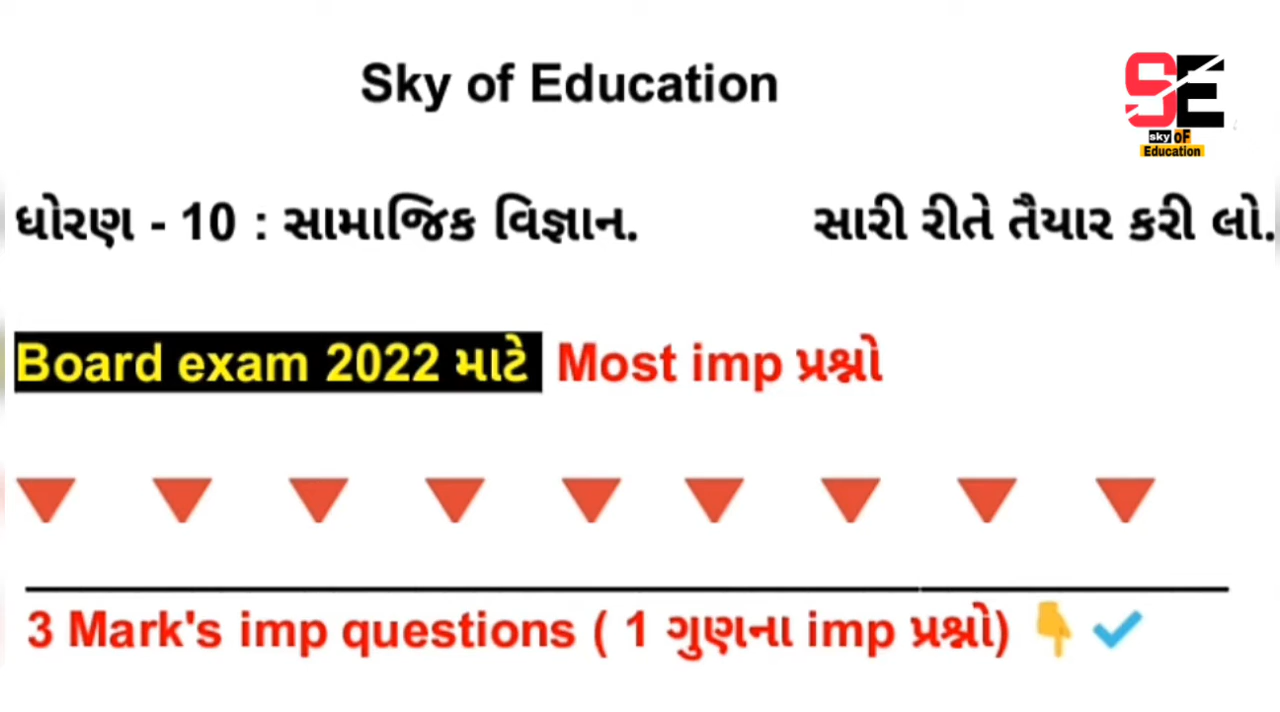 Sky of Education
SE
sky oF
Education
ધોરણ - 10 : સામાજિક વિજ્ઞાન. સારી રીતે તૈયાર કરી લો.
Board exam 2022 માટે Most imp પ્રશ્નો
3 Mark's imp questions ( 1 ગુણના imp પ્રશ્નો)